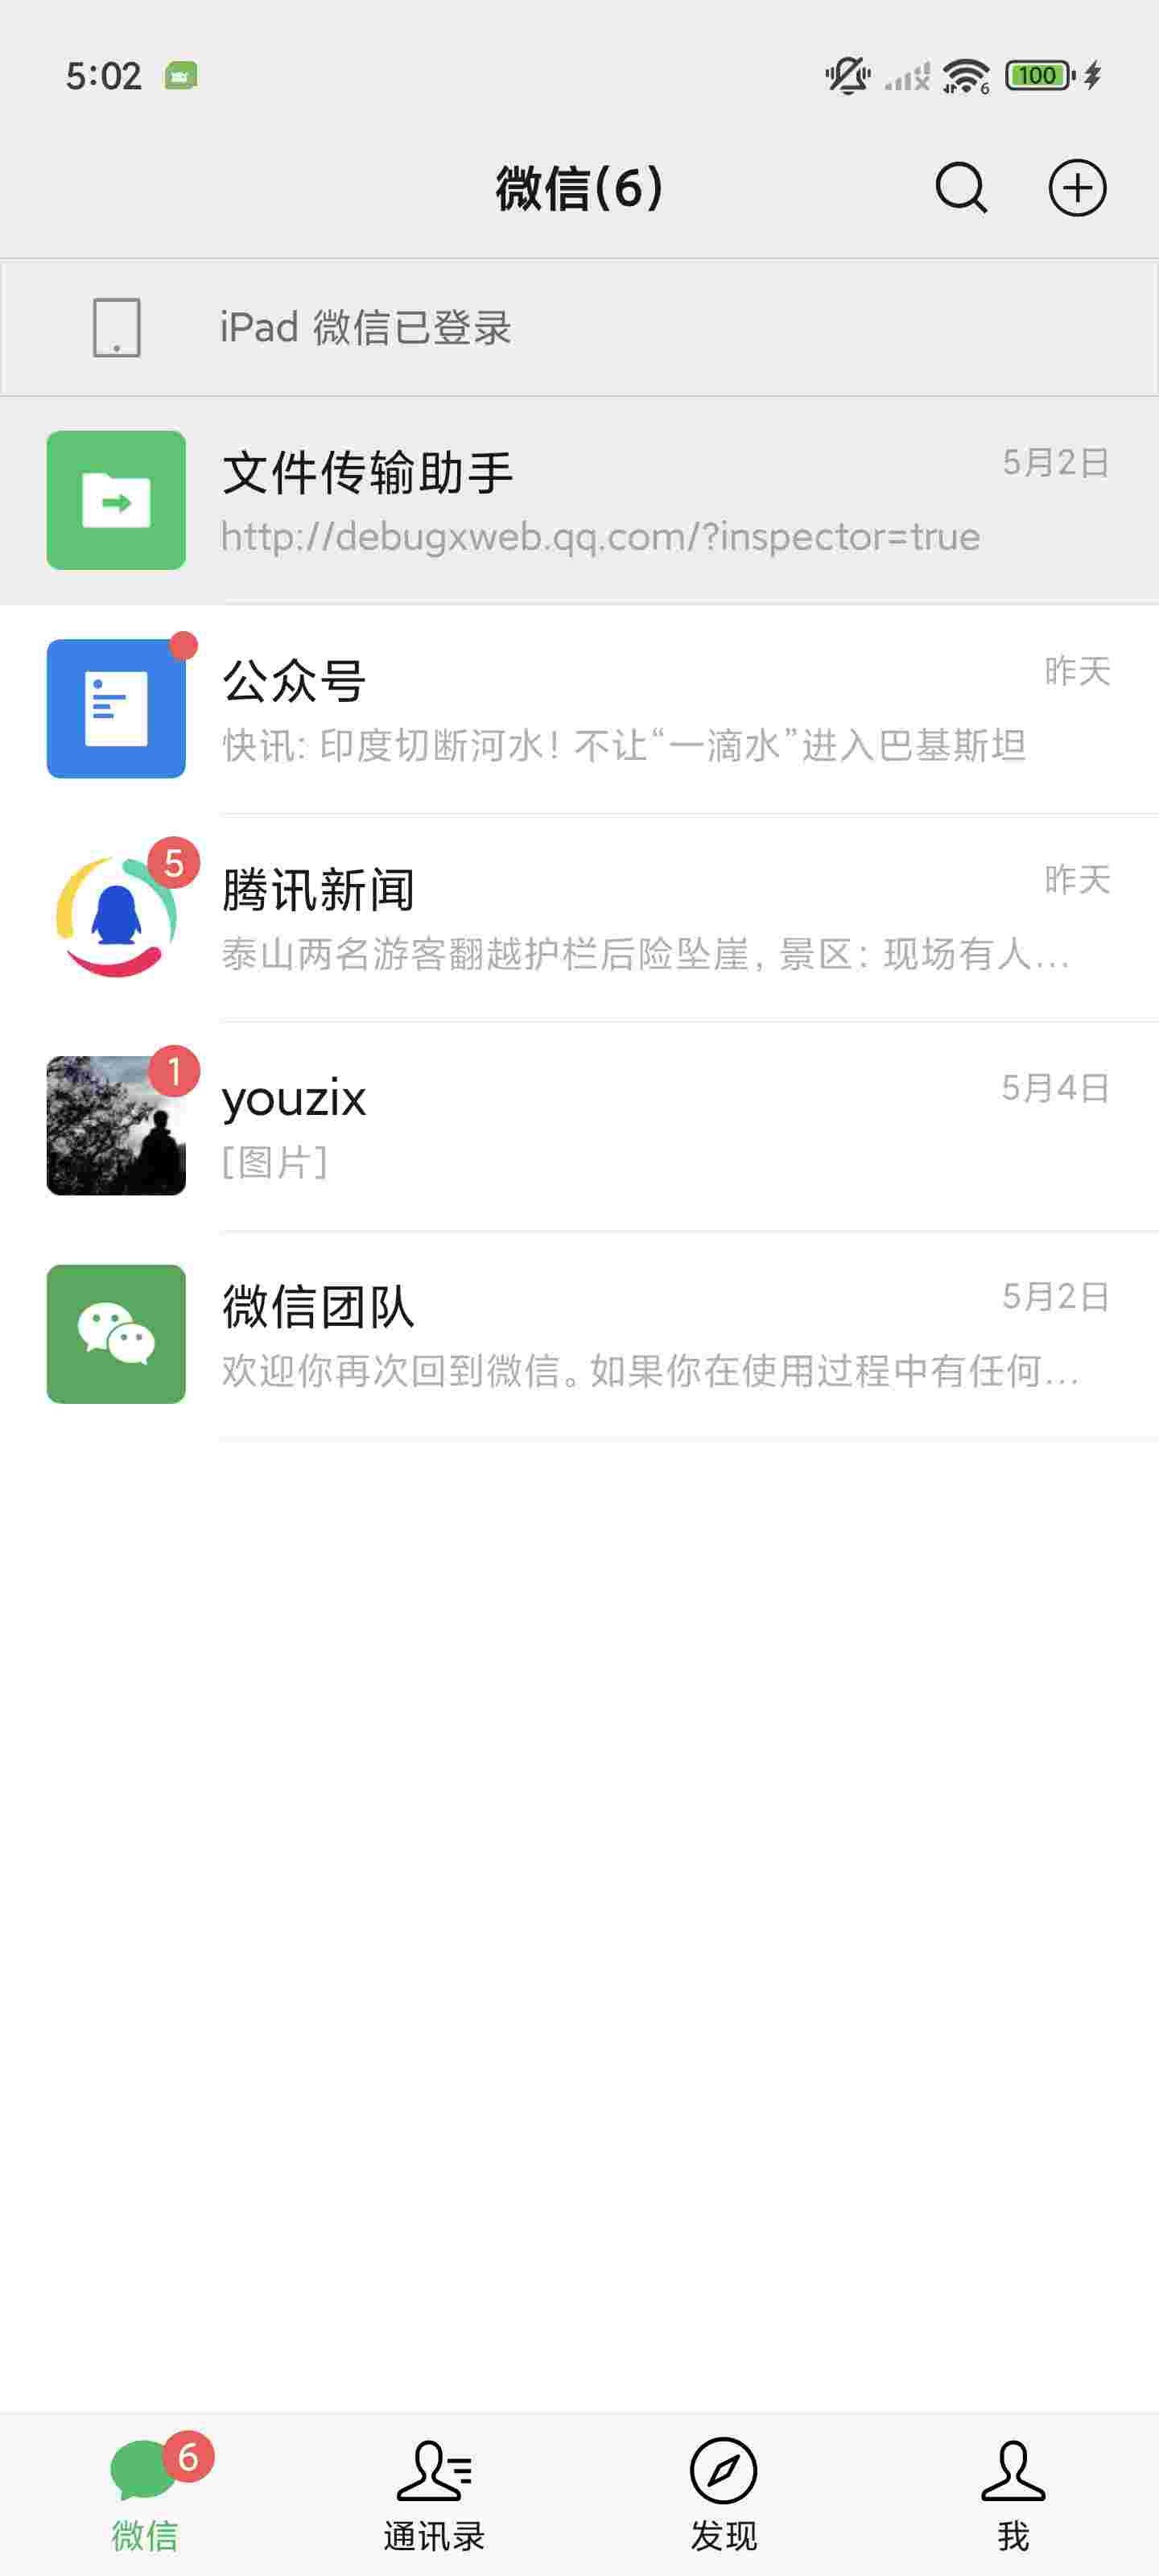 5:02
6
100
微信(6)
iPad 微信已登录
文件传输助手
5月2日
http://debugxweb.qq.com/?inspector=true
公众号
昨天
快讯：印度切断河水！不让“一滴水”进入巴基斯坦
5
腾讯新闻
昨天
泰山两名游客翻越护栏后险坠崖，景区：现场有人...
1
youzix
5月4日
[图片]
微信团队
5月2日
欢迎你再次回到微信。如果你在使用过程中有任何...
6
微信
通讯录
发现
我